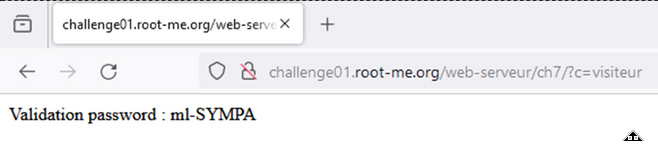 challenge01.root-me.org/web-serve
challenge01.root-me.org/web-serveur/ch7/?c=visiteur
Validation password : ml-SYMPA